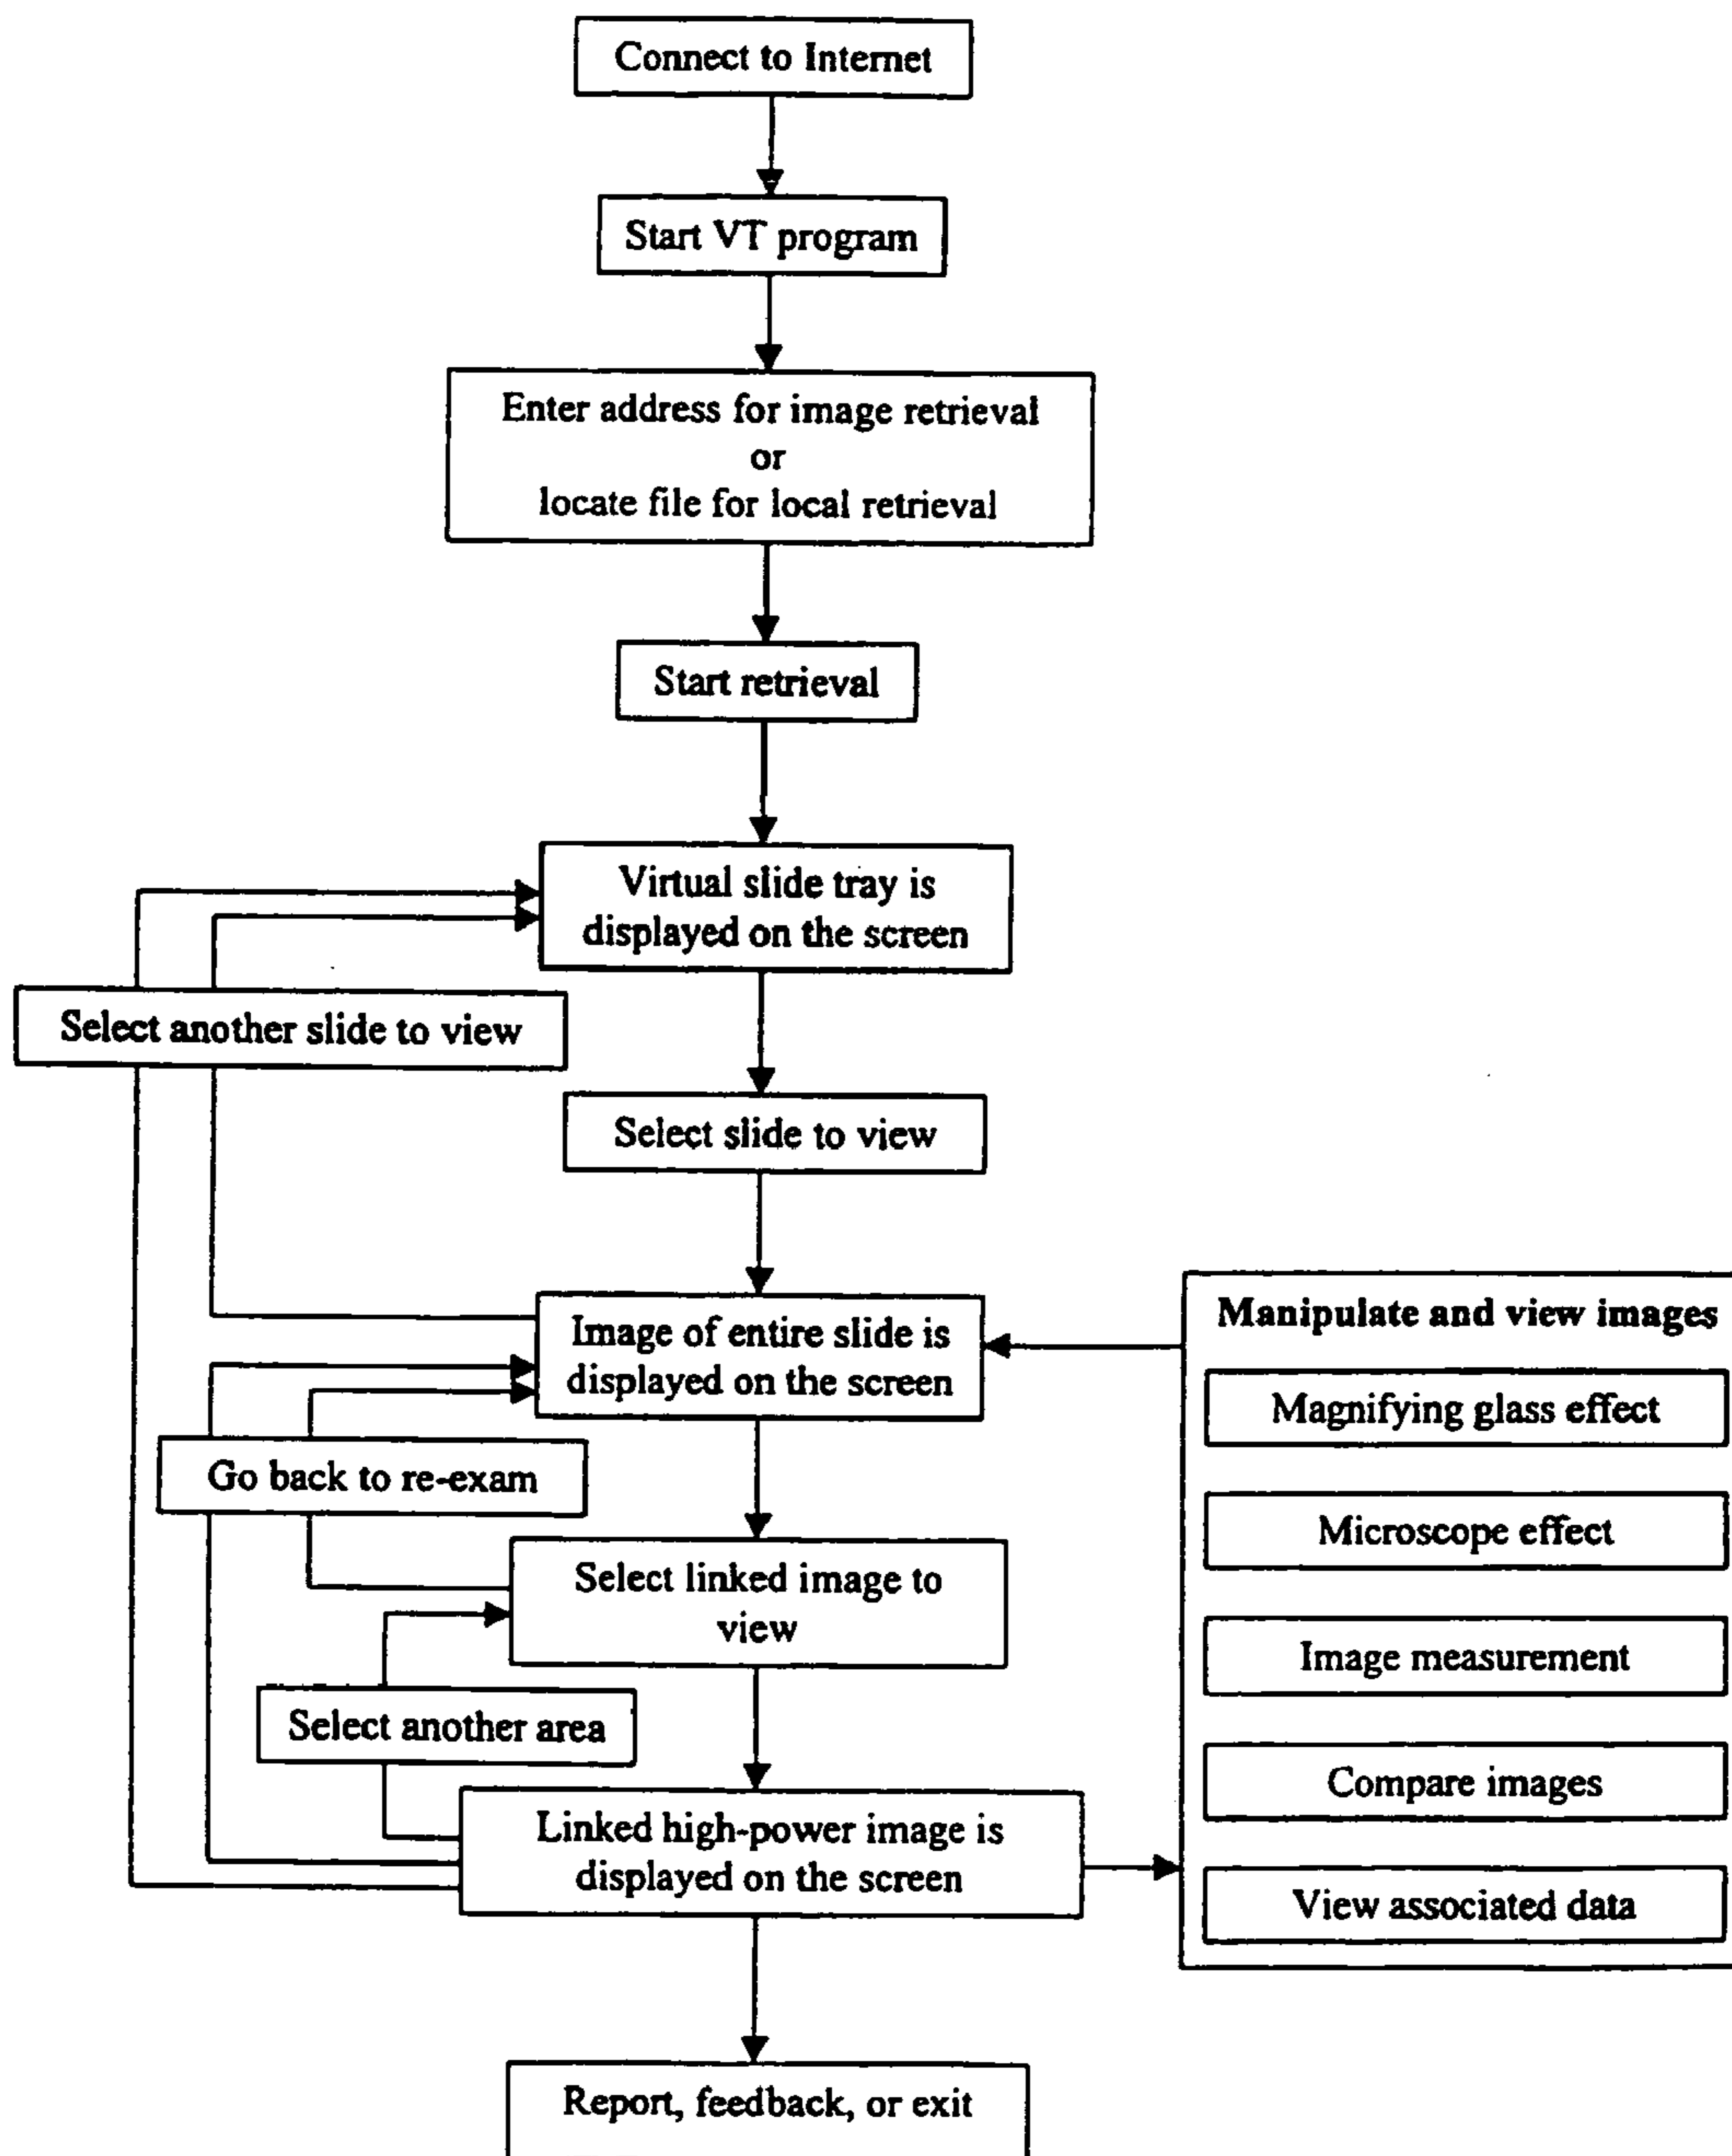 Connect to Internet
Start VT program
Enter address for image retrieval
or
locate file for local retrieval
Start retrieval
Virtual slide tray is
displayed on the screen
Select another slide to view
Select slide to view
Image of entire slide is
displayed on the screen
Go back to re-exam
Select linked image to
view
Select another area
Linked high-power image is
displayed on the screen
Report, feedback, or exit
Manipulate and view images
Magnifying glass effect
Microscope effect
Image measurement
Compare images
View associated data